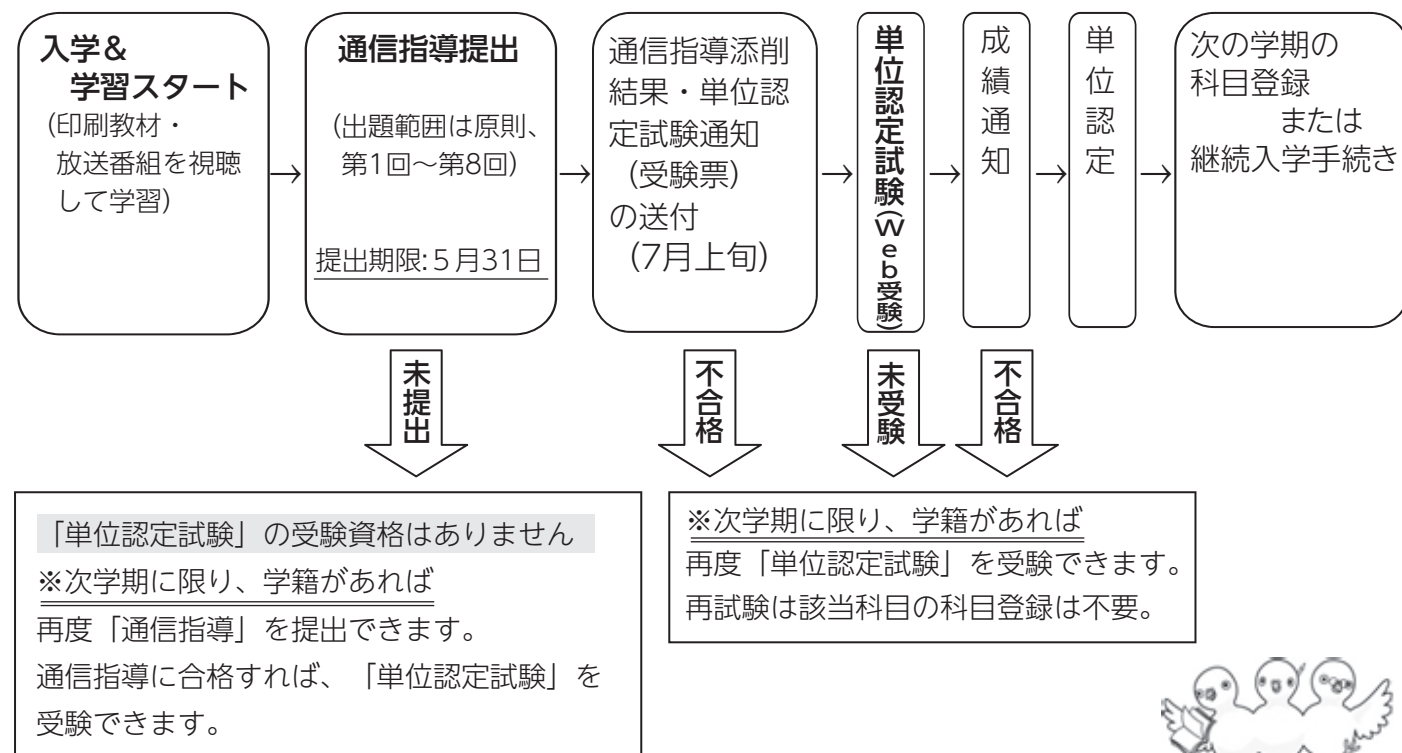 入学&
学習スタート
(印刷教材・
放送番組を視聴
して学習)
→
通信指導提出
(出題範囲は原則、
第1回～第8回)
提出期限:5月31日
→
通信指導添削
結果・単位認
定試験通知
(受験票)
の送付
(7月上旬)
→
単位認定試験(Web受験)
→
成績通知
→
単位認定
→
次の学期の
科目登録
または
継続入学手続き
未提出
不合格
未受験
不合格
「単位認定試験」の受験資格はありません
※次学期に限り、学籍があれば
再度「通信指導」を提出できます。
通信指導に合格すれば、「単位認定試験」を
受験できます。
※次学期に限り、学籍があれば
再度「単位認定試験」を受験できます。
再試験は該当科目の科目登録は不要。